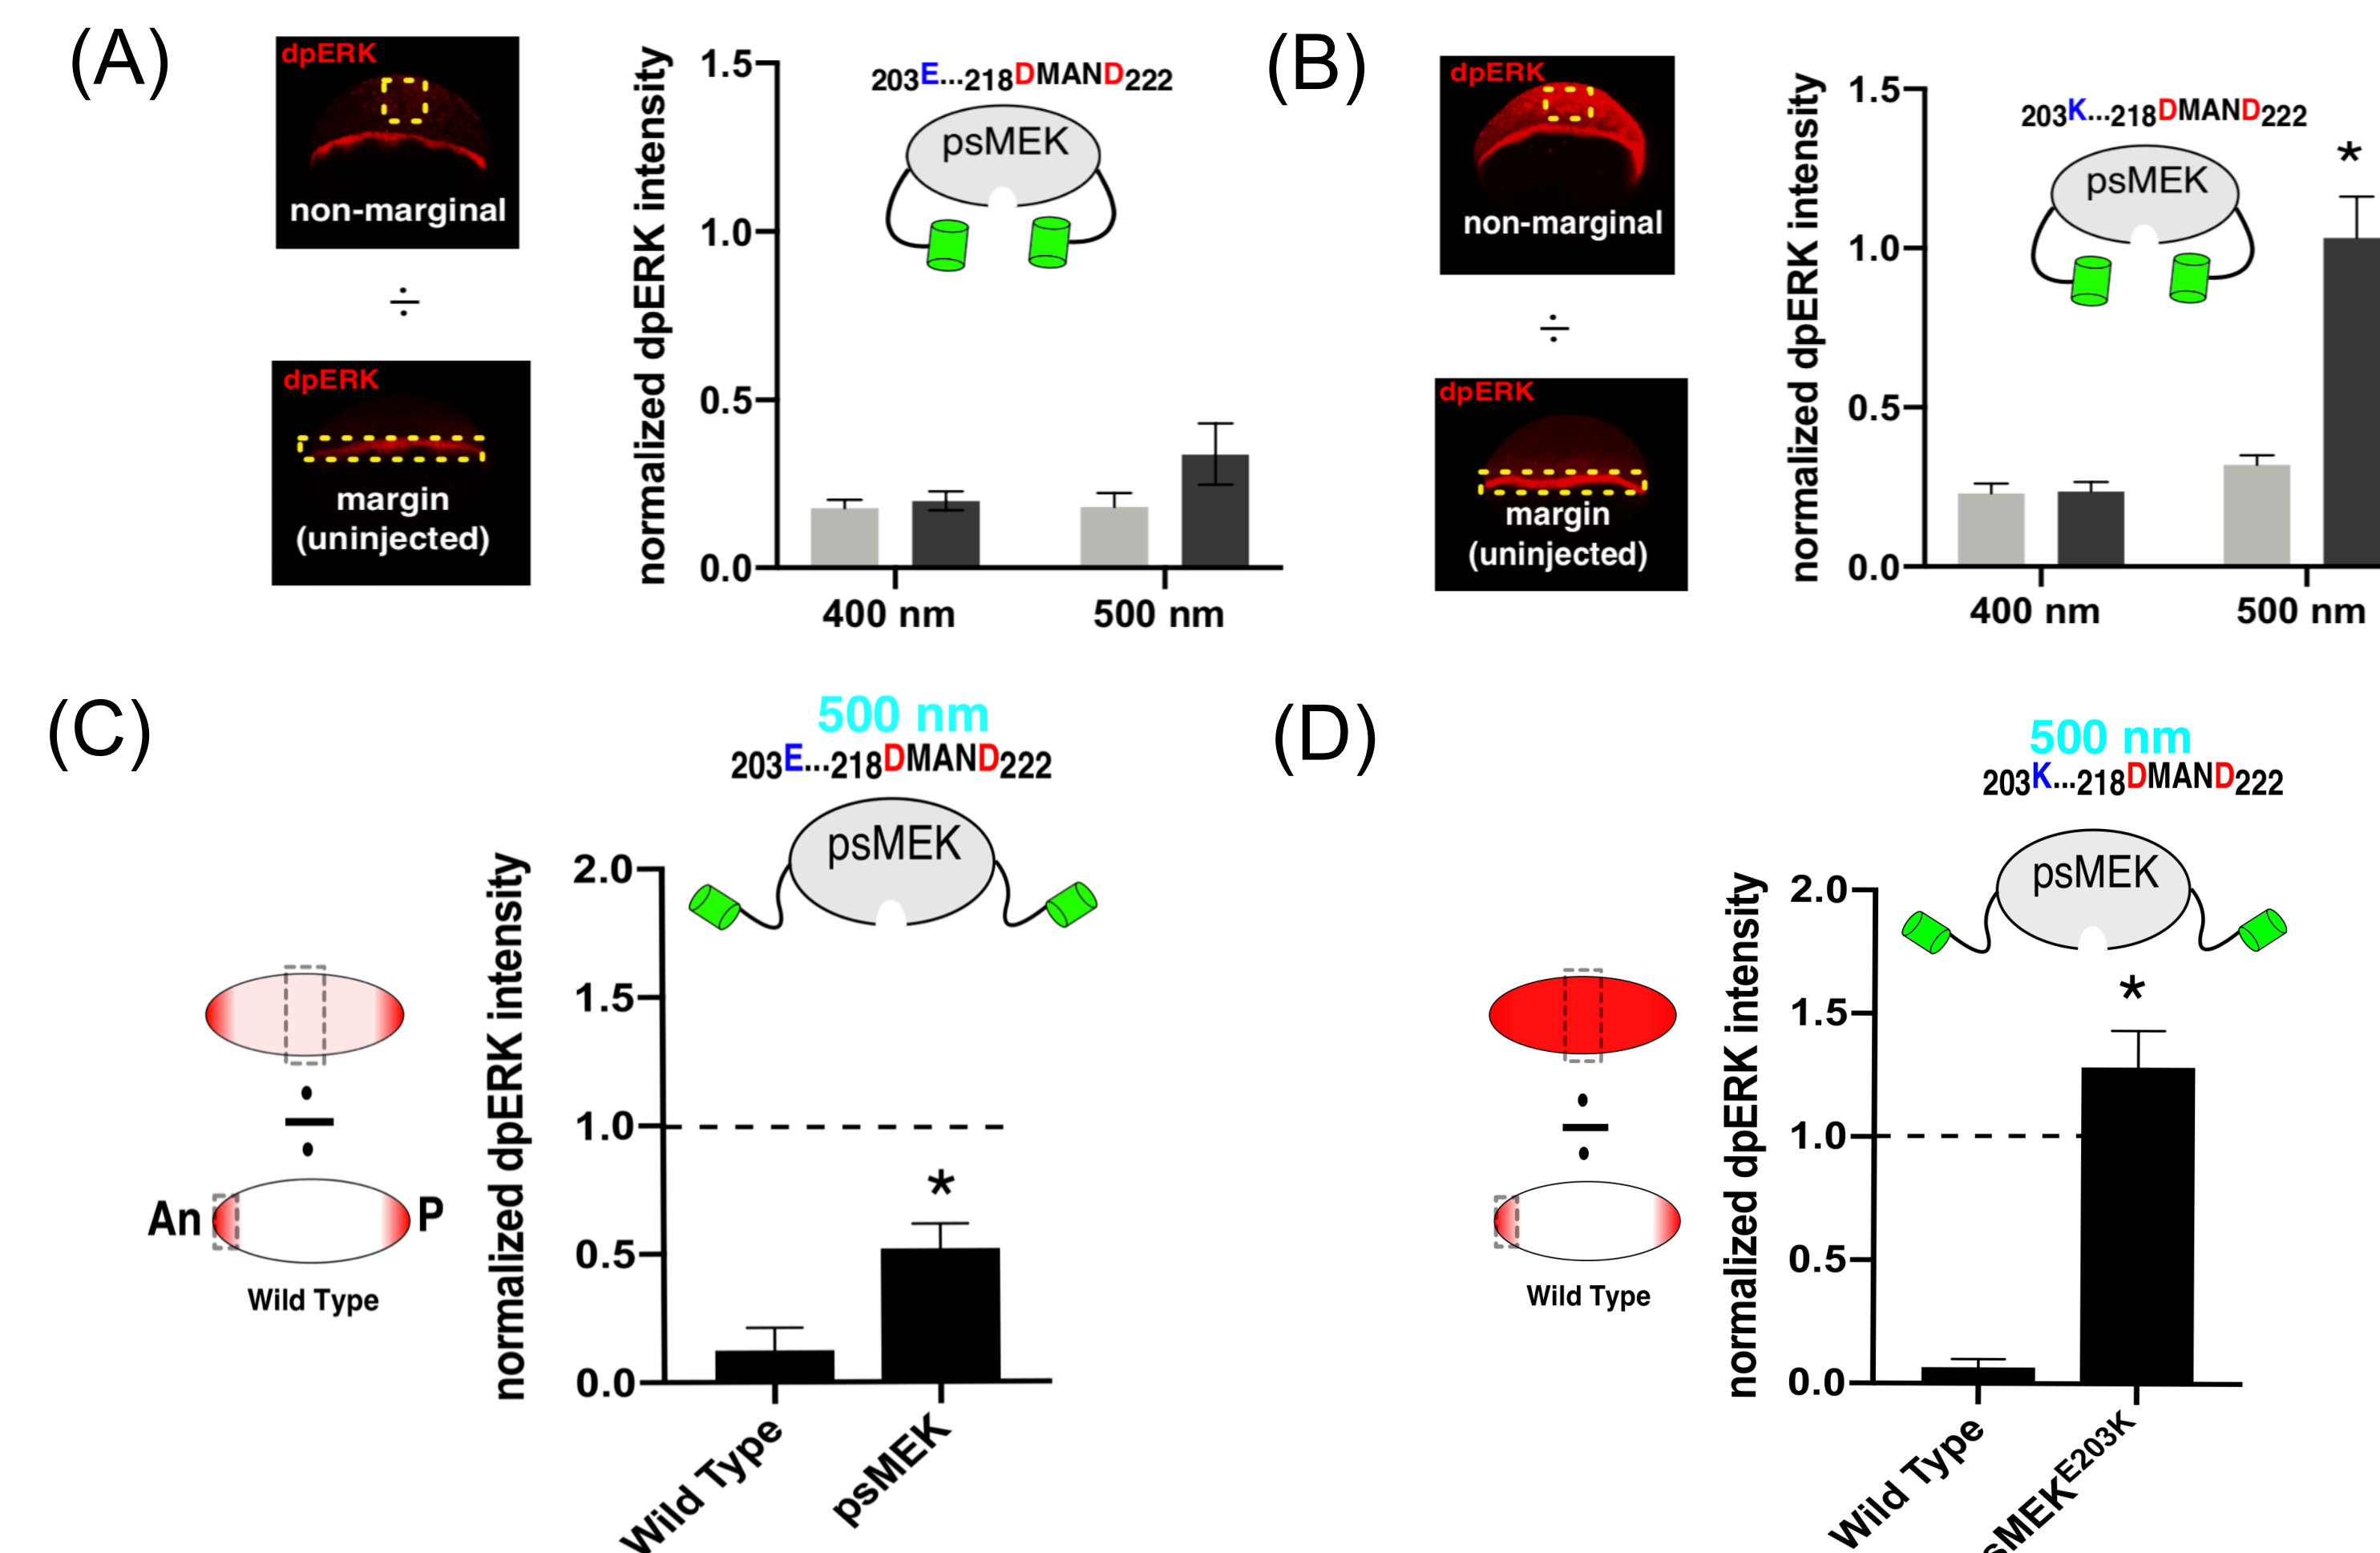 (A)
dpERK
non-marginal
÷
dpERK
margin
(uninjected)
normalized dpERK intensity
1.5
1.0
0.5
0.0
203E...218DMAND222
psMEK
400 nm
500 nm
(B)
dpERK
non-marginal
÷
dpERK
margin
(uninjected)
normalized dpERK intensity
1.5
1.0
0.5
0.0
203K...218DMAND222
psMEK
*
400 nm
500 nm
(C)
500 nm
203E...218DMAND222
psMEK
÷
An
P
Wild Type
normalized dpERK intensity
2.0
1.5
1.0
0.5
0.0
*
Wild Type
psMEK
(D)
500 nm
203K...218DMAND222
psMEK
÷
Wild Type
normalized dpERK intensity
2.0
1.5
1.0
0.5
0.0
*
Wild Type
sMEKE203K